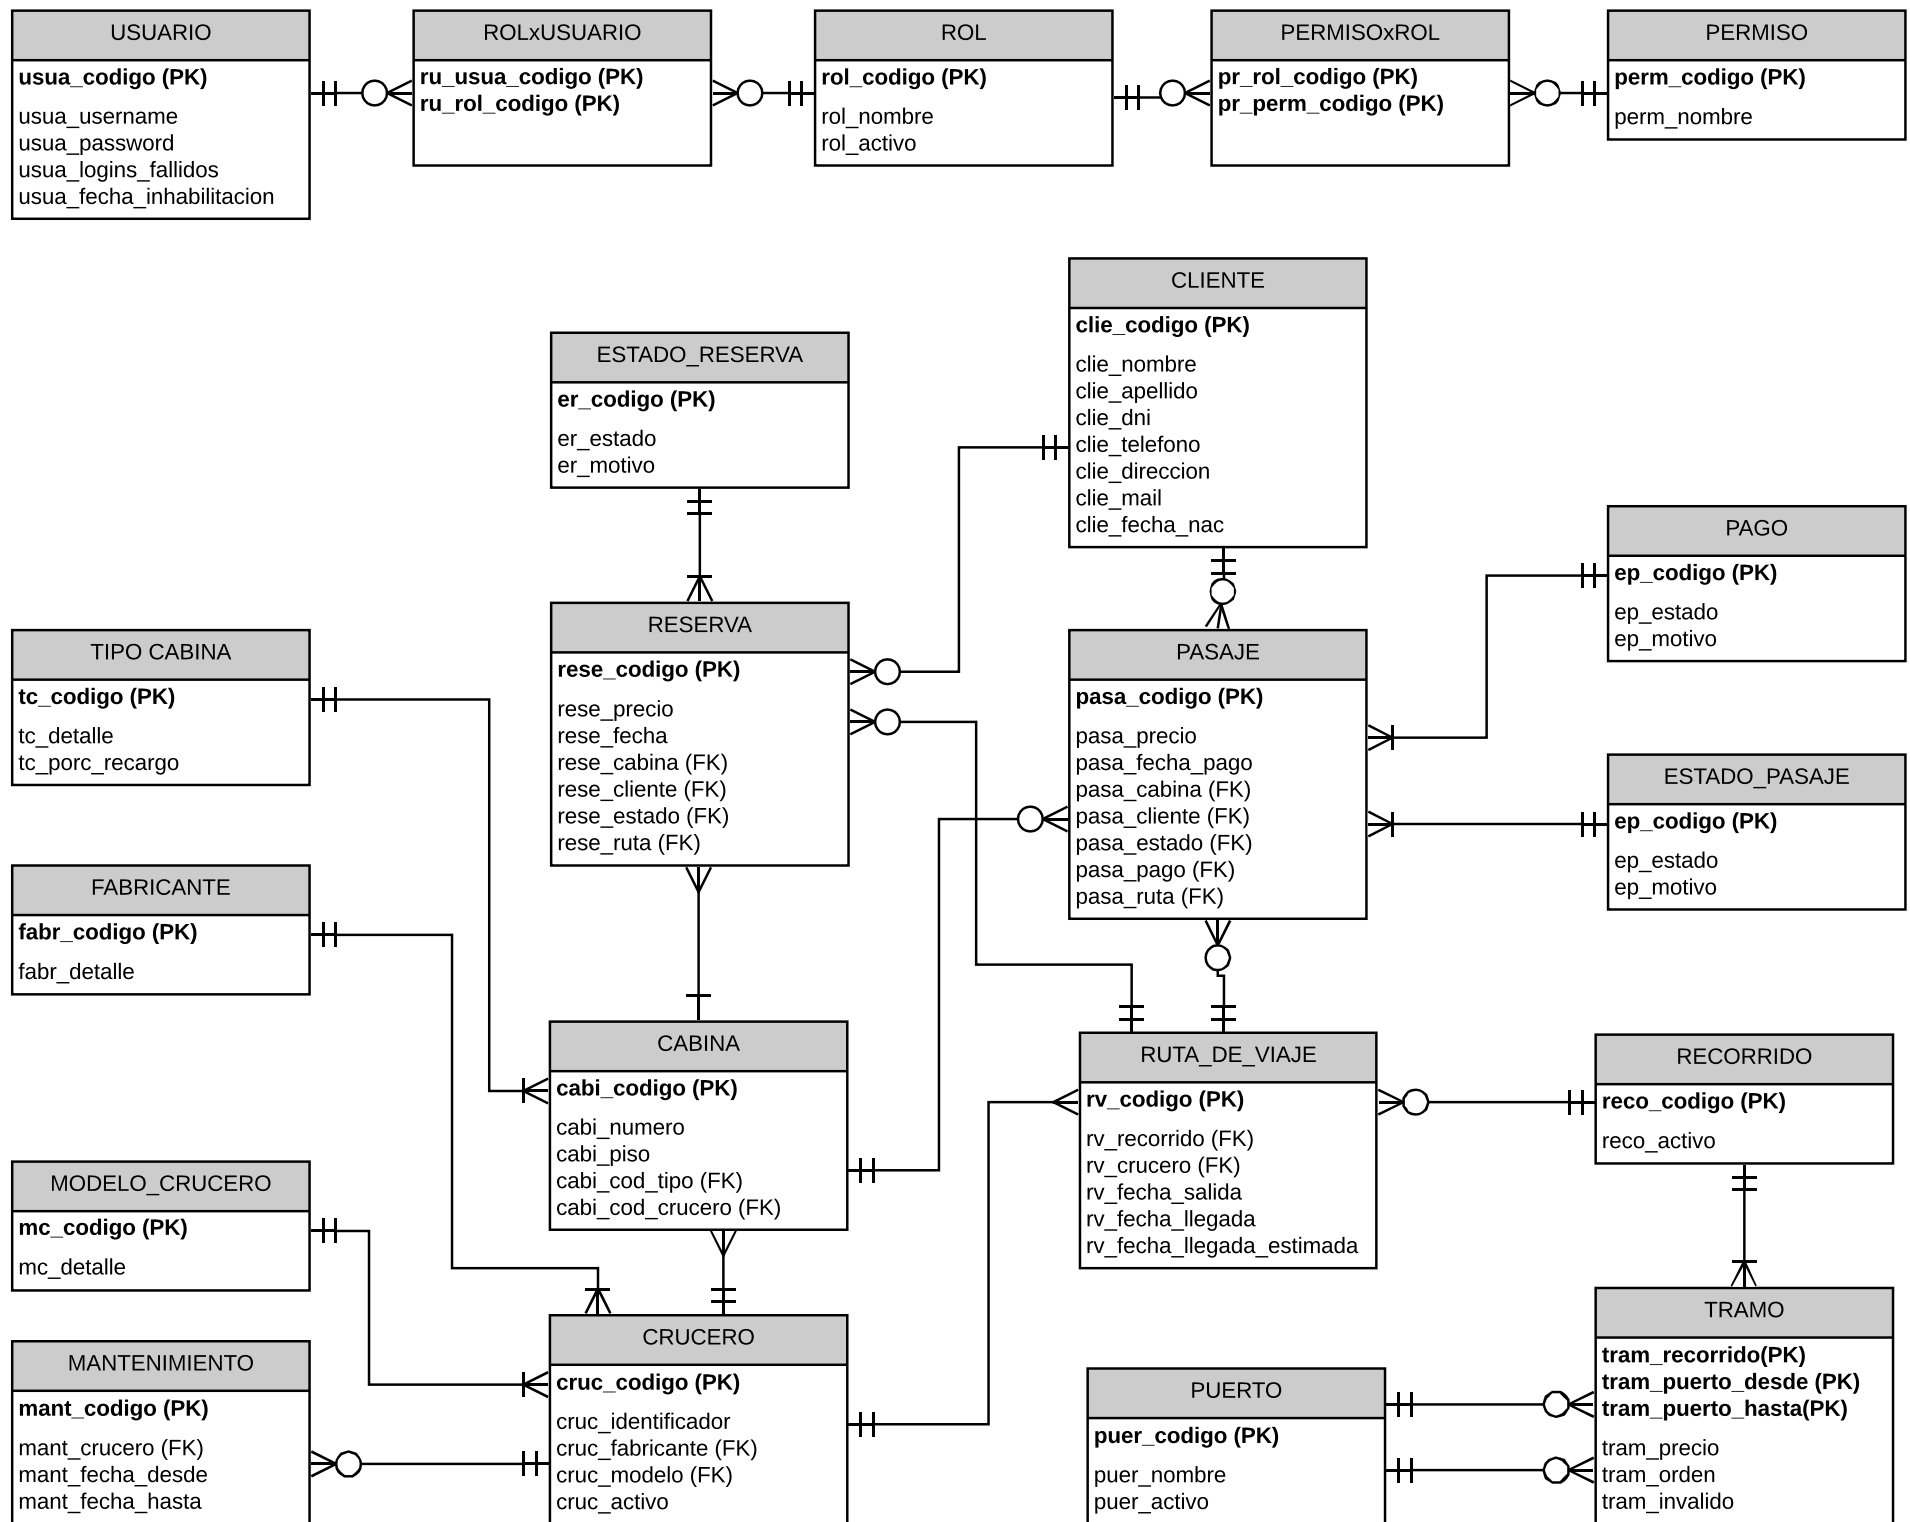 USUARIO
usua_codigo (PK)
usua_username
usua_password
usua_logins_fallidos
usua_fecha_inhabilitacion
ROLxUSUARIO
ru_usua_codigo (PK)
ru_rol_codigo (PK)
ROL
rol_codigo (PK)
rol_nombre
rol_activo
PERMISOxROL
pr_rol_codigo (PK)
pr_perm_codigo (PK)
PERMISO
perm_codigo (PK)
perm_nombre
CLIENTE
clie_codigo (PK)
clie_nombre
clie_apellido
clie_dni
clie_telefono
clie_direccion
clie_mail
clie_fecha_nac
ESTADO_RESERVA
er_codigo (PK)
er_estado
er_motivo
PAGO
ep_codigo (PK)
ep_estado
ep_motivo
RESERVA
rese_codigo (PK)
rese_precio
rese_fecha
rese_cabina (FK)
rese_cliente (FK)
rese_estado (FK)
rese_ruta (FK)
TIPO CABINA
tc_codigo (PK)
tc_detalle
tc_porc_recargo
PASAJE
pasa_codigo (PK)
pasa_precio
pasa_fecha_pago
pasa_cabina (FK)
pasa_cliente (FK)
pasa_estado (FK)
pasa_pago (FK)
pasa_ruta (FK)
ESTADO_PASAJE
ep_codigo (PK)
ep_estado
ep_motivo
FABRICANTE
fabr_codigo (PK)
fabr_detalle
CABINA
cabi_codigo (PK)
cabi_numero
cabi_piso
cabi_cod_tipo (FK)
cabi_cod_crucero (FK)
RUTA_DE_VIAJE
rv_codigo (PK)
rv_recorrido (FK)
rv_crucero (FK)
rv_fecha_salida
rv_fecha_llegada
rv_fecha_llegada_estimada
RECORRIDO
reco_codigo (PK)
reco_activo
MODELO_CRUCERO
mc_codigo (PK)
mc_detalle
MANTENIMIENTO
mant_codigo (PK)
mant_crucero (FK)
mant_fecha_desde
mant_fecha_hasta
CRUCERO
cruc_codigo (PK)
cruc_identificador
cruc_fabricante (FK)
cruc_modelo (FK)
cruc_activo
PUERTO
puer_codigo (PK)
puer_nombre
puer_activo
TRAMO
tram_recorrido(PK)
tram_puerto_desde (PK)
tram_puerto_hasta(PK)
tram_precio
tram_orden
tram_invalido